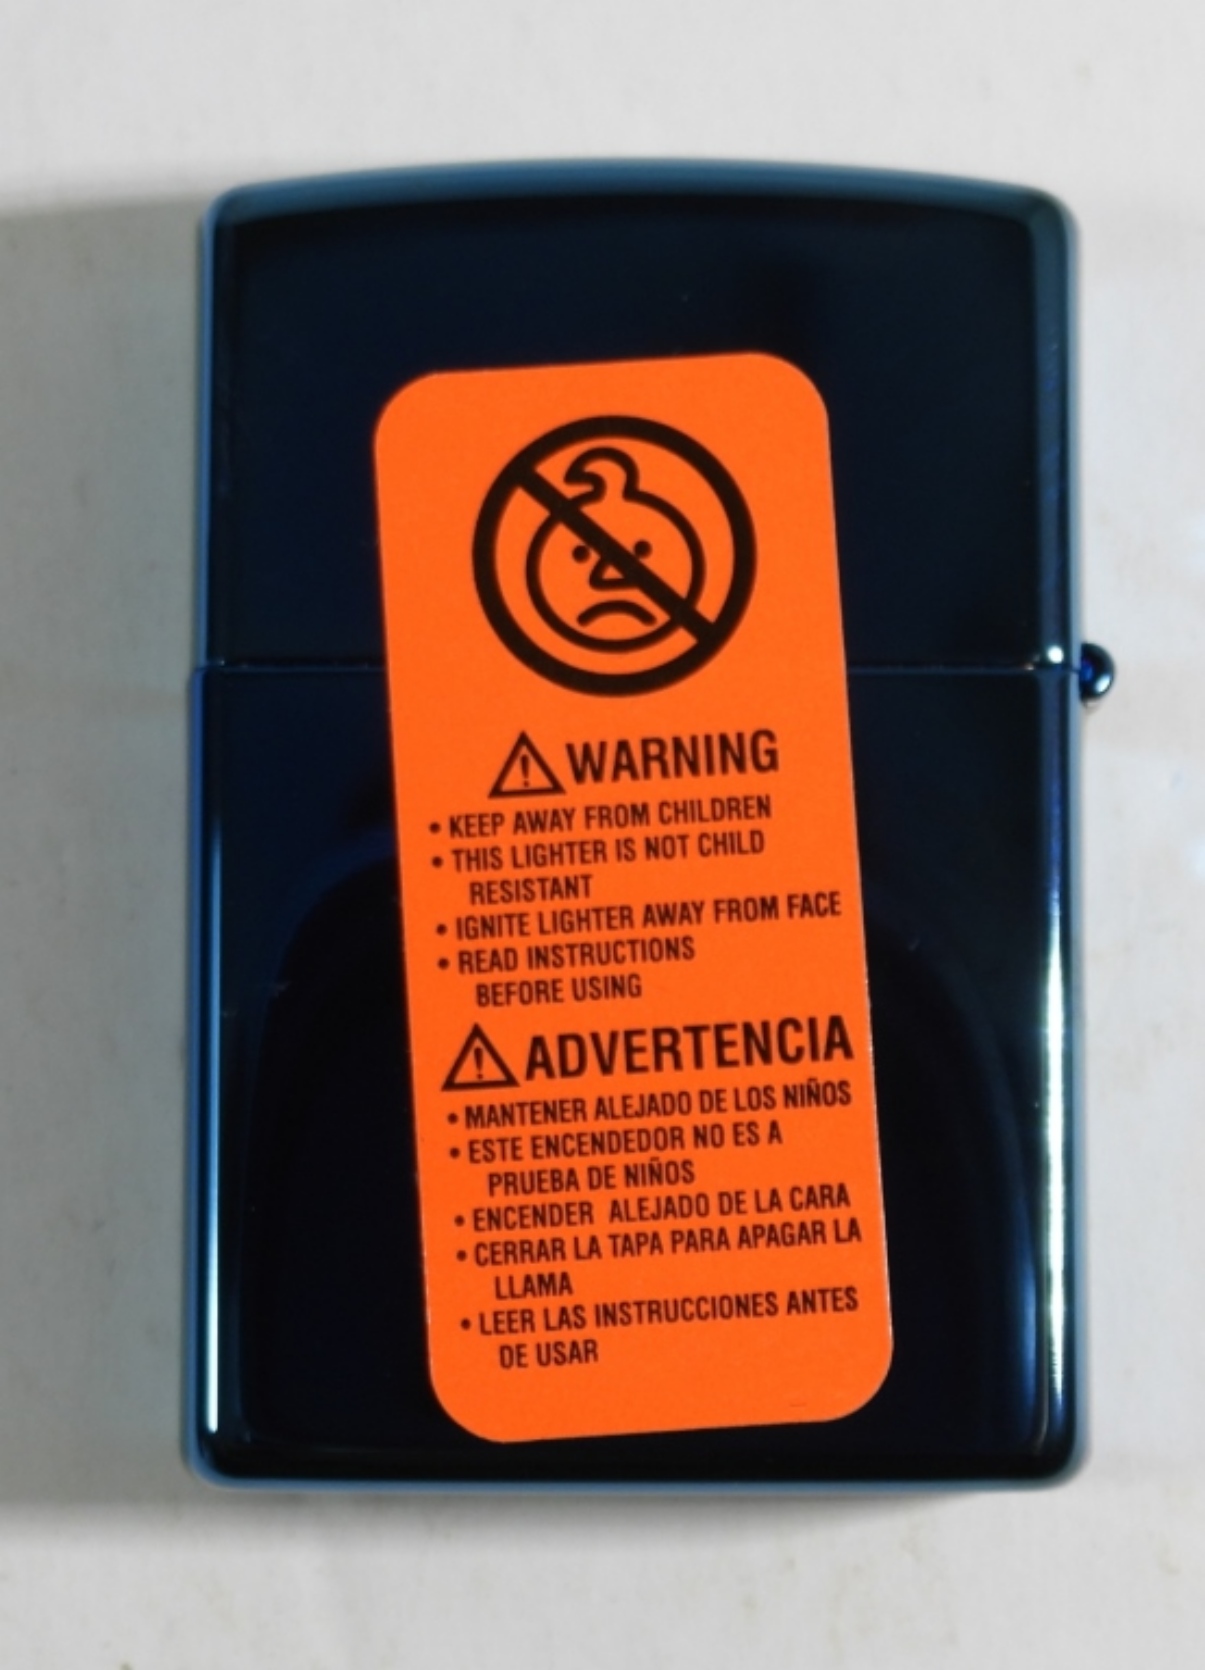 WARNING
• KEEP AWAY FROM CHILDREN
• THIS LIGHTER IS NOT CHILD
RESISTANT
• IGNITE LIGHTER AWAY FROM FACE
• READ INSTRUCTIONS
BEFORE USING
ADVERTENCIA
• MANTENER ALEJADO DE LOS NIÑOS
• ESTE ENCENDEDOR NO ES A
PRUEBA DE NIÑOS
• ENCENDER ALEJADO DE LA CARA
• CERRAR LA TAPA PARA APAGAR LA
LLAMA
• LEER LAS INSTRUCCIONES ANTES
DE USAR